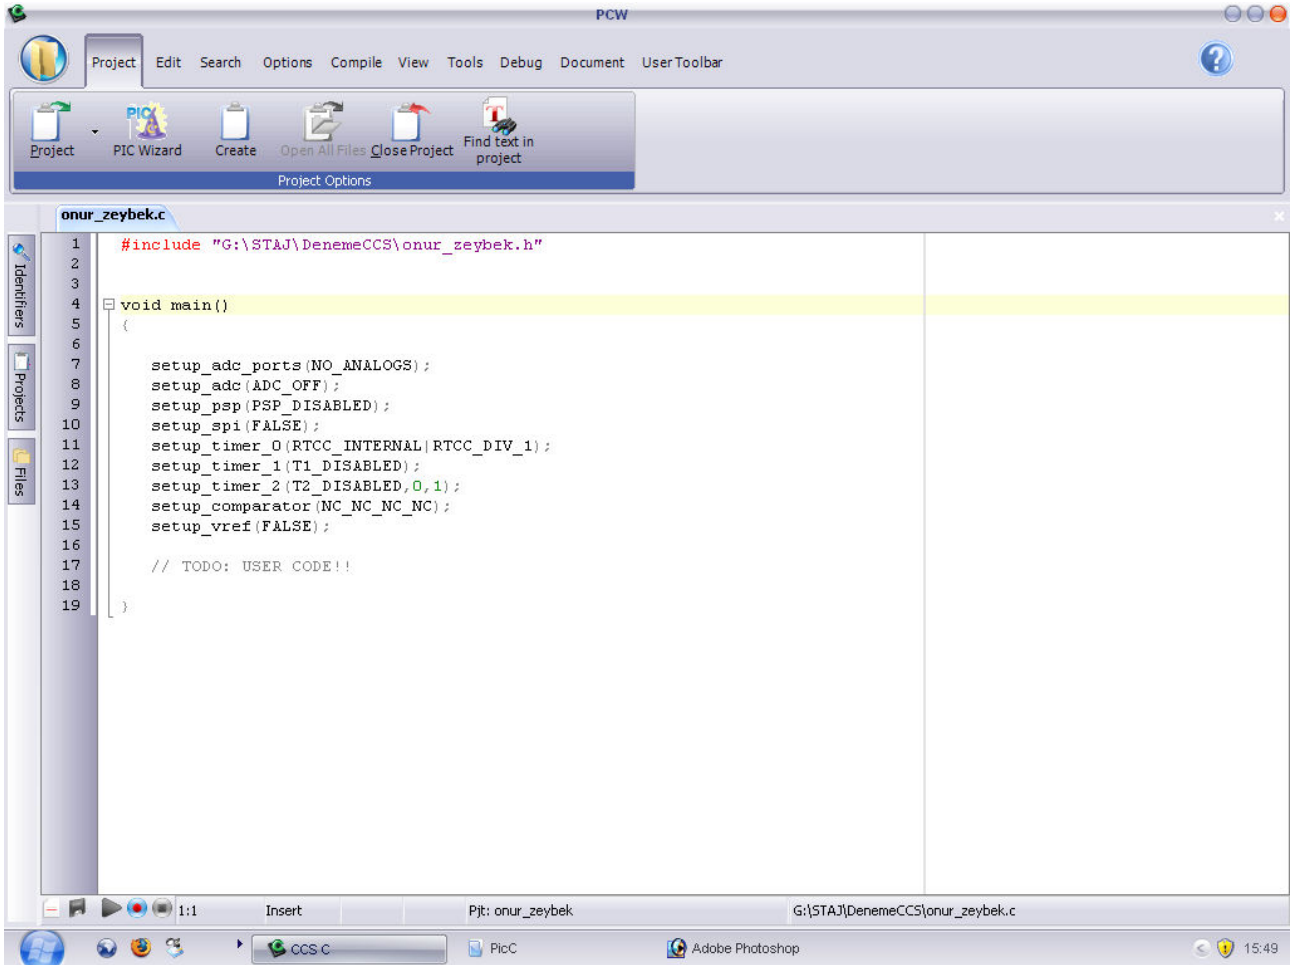 PCW
Project Edit Search Options Compile View Tools Debug Document User Toolbar
Project PIC Wizard Create Open All Files Close Project Find text in project
Project Options
onur_zeybek.c
Identifiers
Projects
Files
1 #include "G:\STAJ\DenemeCCS\onur_zeybek.h"
2
3
4 void main()
5 {
6
7 setup_adc_ports(NO_ANALOGS);
8 setup_adc(ADC_OFF);
9 setup_psp(PSP_DISABLED);
10 setup_spi(FALSE);
11 setup_timer_0(RTCC_INTERNAL|RTCC_DIV_1);
12 setup_timer_1(T1_DISABLED);
13 setup_timer_2(T2_DISABLED,0,1);
14 setup_comparator(NC_NC_NC_NC);
15 setup_vref(FALSE);
16
17 // TODO: USER CODE!!
18
19 }
1:1 Insert Pjt: onur_zeybek G:\STAJ\DenemeCCS\onur_zeybek.c
CCS C PicC Adobe Photoshop 15:49